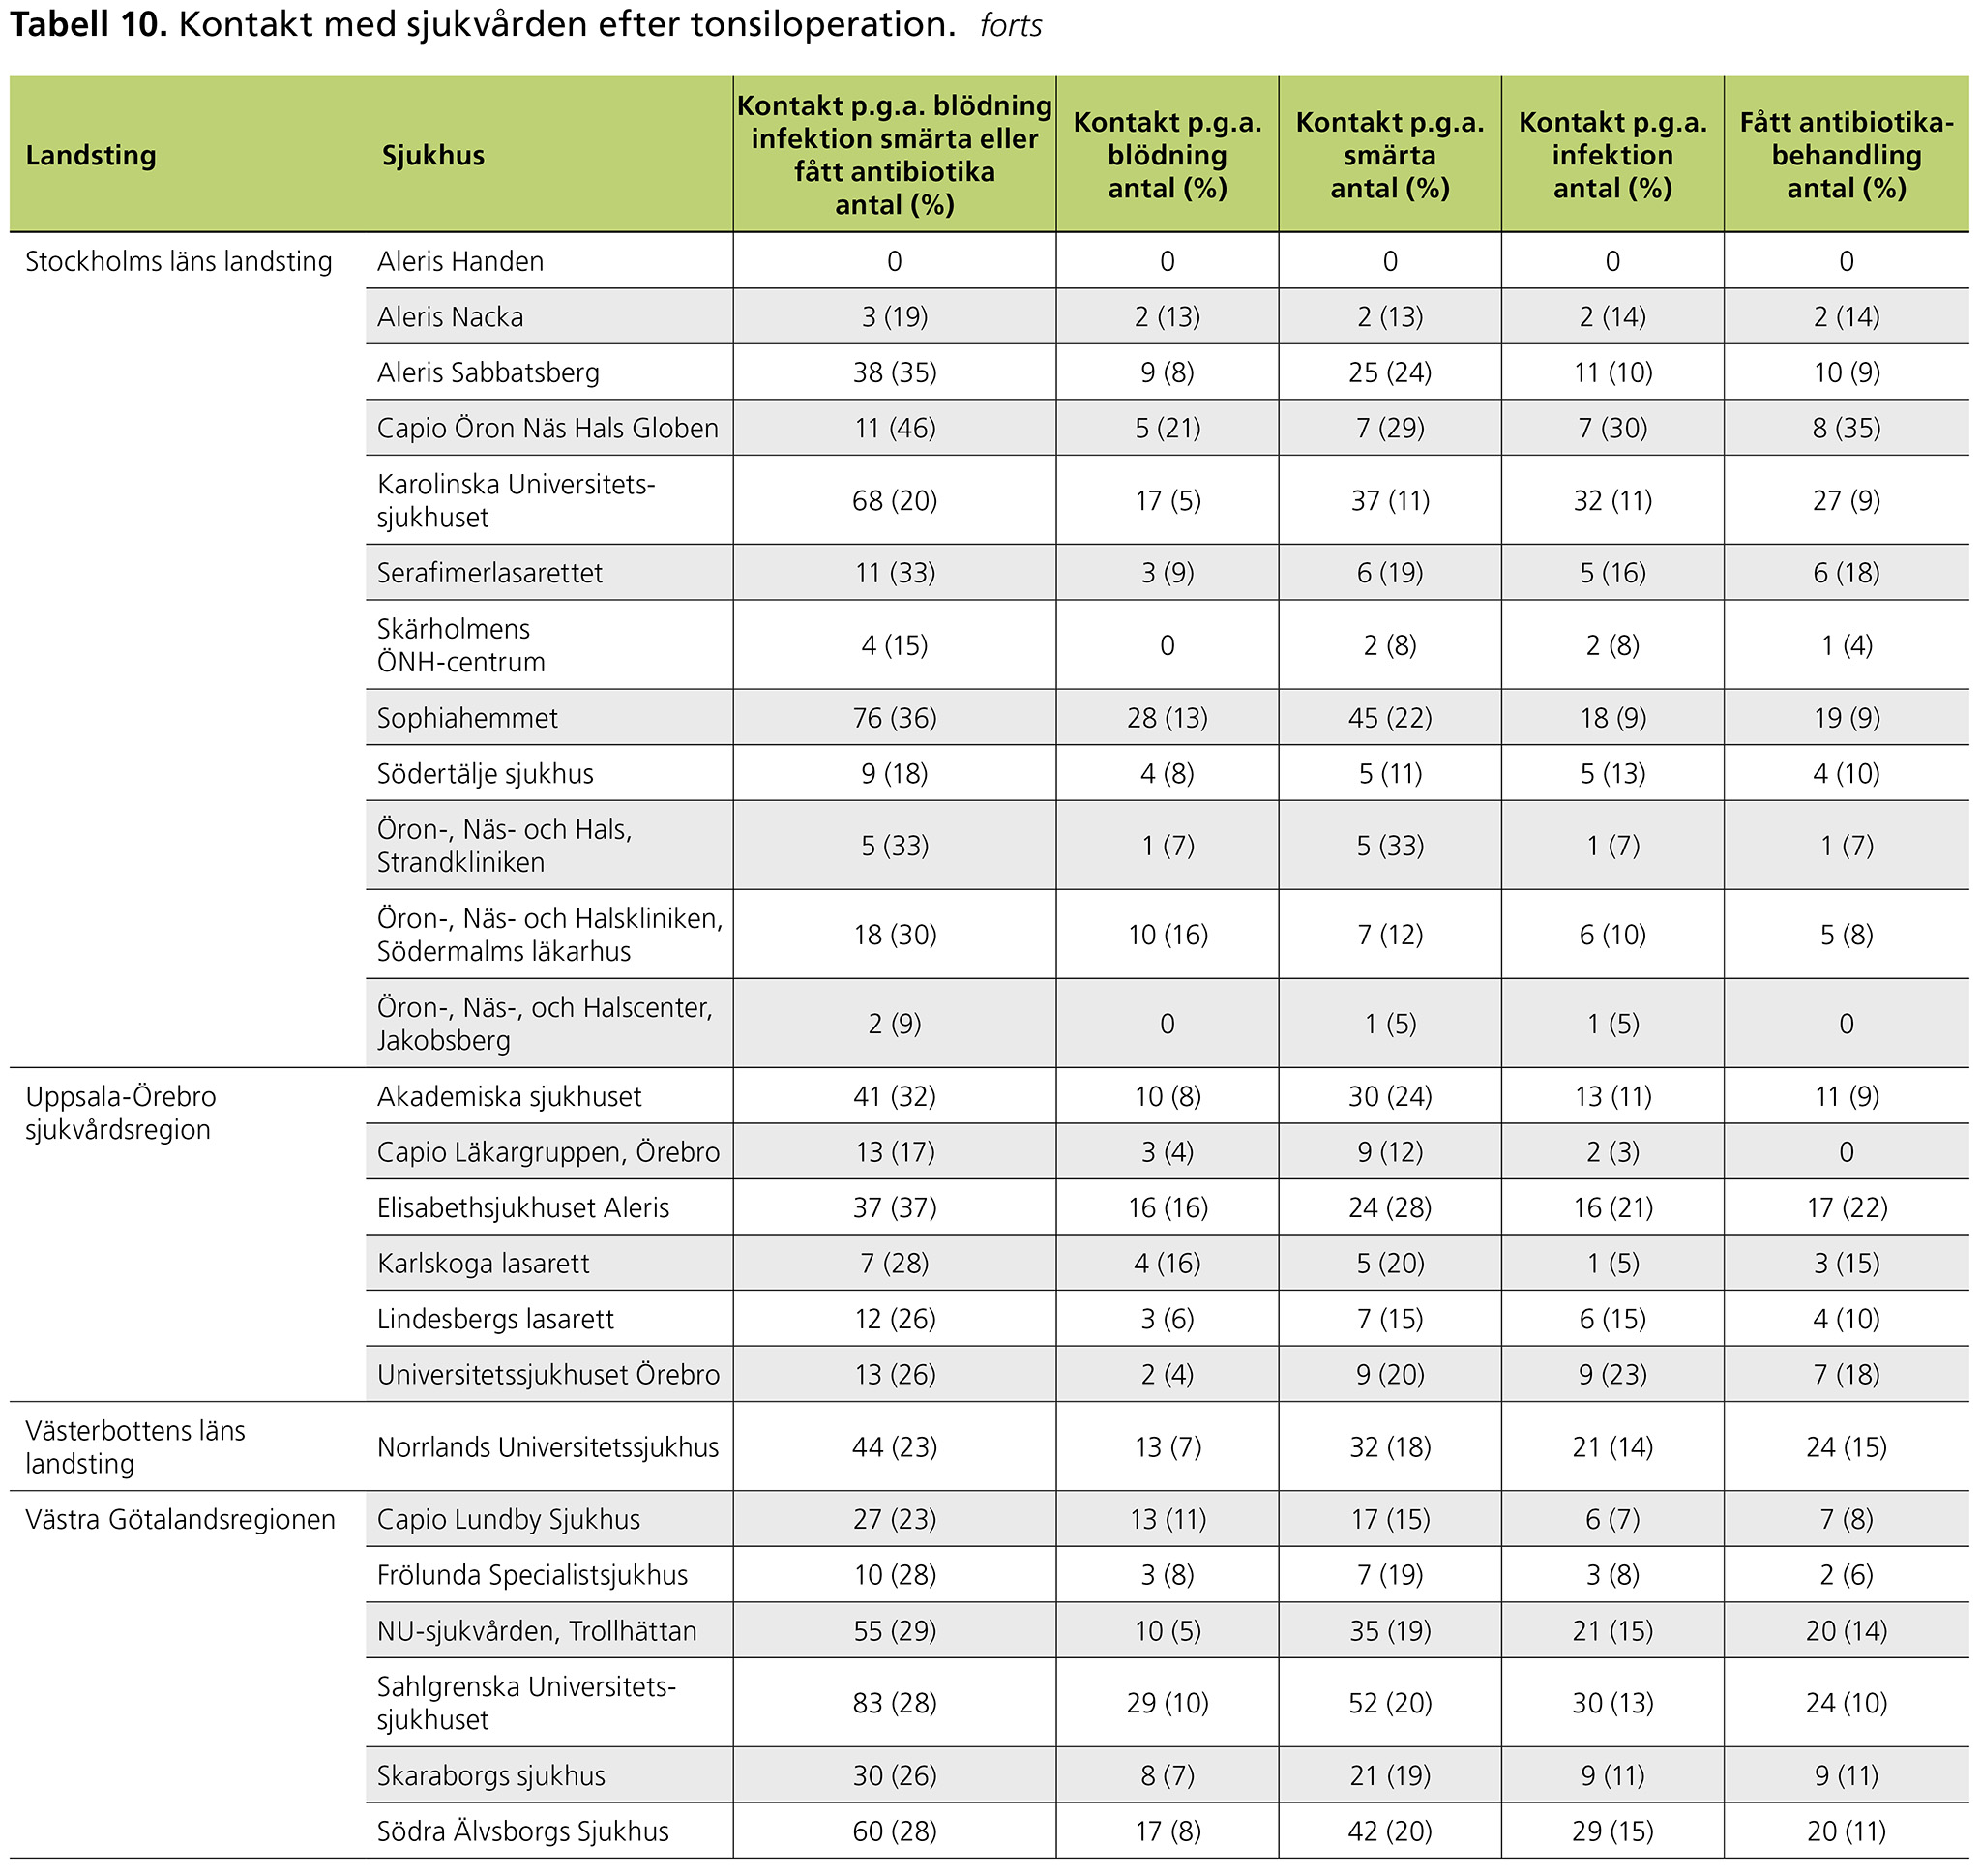 Tabell 10. Kontakt med sjukvården efter tonsiloperation. forts
Landsting Sjukhus Kontakt p.g.a. blödning infektion smärta eller fått antibiotika antal (%) Kontakt p.g.a. blödning antal (%) Kontakt p.g.a. smärta antal (%) Kontakt p.g.a. infektion antal (%) Fått antibiotika-behandling antal (%)
Stockholms läns landsting Aleris Handen 0 0 0 0 0
Aleris Nacka 3 (19) 2 (13) 2 (13) 2 (14) 2 (14)
Aleris Sabbatsberg 38 (35) 9 (8) 25 (24) 11 (10) 10 (9)
Capio Öron Näs Hals Globen 11 (46) 5 (21) 7 (29) 7 (30) 8 (35)
Karolinska Universitets-
sjukhuset 68 (20) 17 (5) 37 (11) 32 (11) 27 (9)
Serafimerlasarettet 11 (33) 3 (9) 6 (19) 5 (16) 6 (18)
Skärholmens
ÖNH-centrum 4 (15) 0 2 (8) 2 (8) 1 (4)
Sophiahemmet 76 (36) 28 (13) 45 (22) 18 (9) 19 (9)
Södertälje sjukhus 9 (18) 4 (8) 5 (11) 5 (13) 4 (10)
Öron-, Näs- och Hals,
Strandkliniken 5 (33) 1 (7) 5 (33) 1 (7) 1 (7)
Öron-, Näs- och Halskliniken,
Södermalms läkarhus 18 (30) 10 (16) 7 (12) 6 (10) 5 (8)
Öron-, Näs-, och Halscenter,
Jakobsberg 2 (9) 0 1 (5) 1 (5) 0
Uppsala-Örebro
sjukvårdsregion Akademiska sjukhuset 41 (32) 10 (8) 30 (24) 13 (11) 11 (9)
Capio Läkargruppen, Örebro 13 (17) 3 (4) 9 (12) 2 (3) 0
Elisabethsjukhuset Aleris 37 (37) 16 (16) 24 (28) 16 (21) 17 (22)
Karlskoga lasarett 7 (28) 4 (16) 5 (20) 1 (5) 3 (15)
Lindesbergs lasarett 12 (26) 3 (6) 7 (15) 6 (15) 4 (10)
Universitetssjukhuset Örebro 13 (26) 2 (4) 9 (20) 9 (23) 7 (18)
Västerbottens läns
landsting Norrlands Universitetssjukhus 44 (23) 13 (7) 32 (18) 21 (14) 24 (15)
Västra Götalandsregionen Capio Lundby Sjukhus 27 (23) 13 (11) 17 (15) 6 (7) 7 (8)
Frölunda Specialistsjukhus 10 (28) 3 (8) 7 (19) 3 (8) 2 (6)
NU-sjukvården, Trollhättan 55 (29) 10 (5) 35 (19) 21 (15) 20 (14)
Sahlgrenska Universitets-
sjukhuset 83 (28) 29 (10) 52 (20) 30 (13) 24 (10)
Skaraborgs sjukhus 30 (26) 8 (7) 21 (19) 9 (11) 9 (11)
Södra Älvsborgs Sjukhus 60 (28) 17 (8) 42 (20) 29 (15) 20 (11)